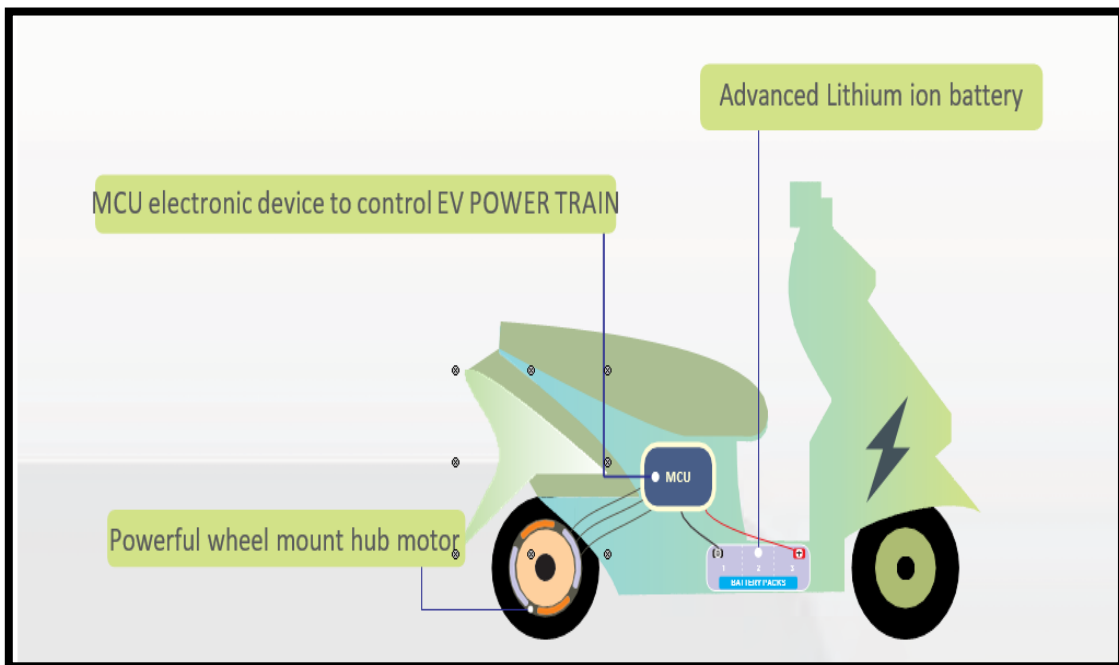 Advanced Lithium ion battery
MCU electronic device to control EV POWER TRAIN
MCU
Powerful wheel mount hub motor
1 2 3
BATTERY PACKS